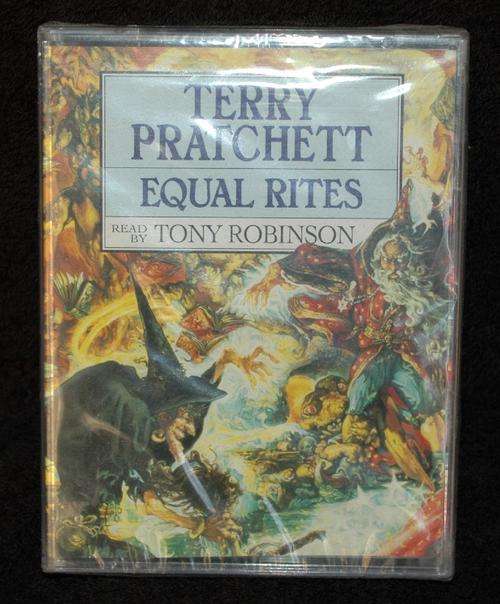 TERRY
PRATCHETT
EQUAL RITES
READ
BY TONY ROBINSON